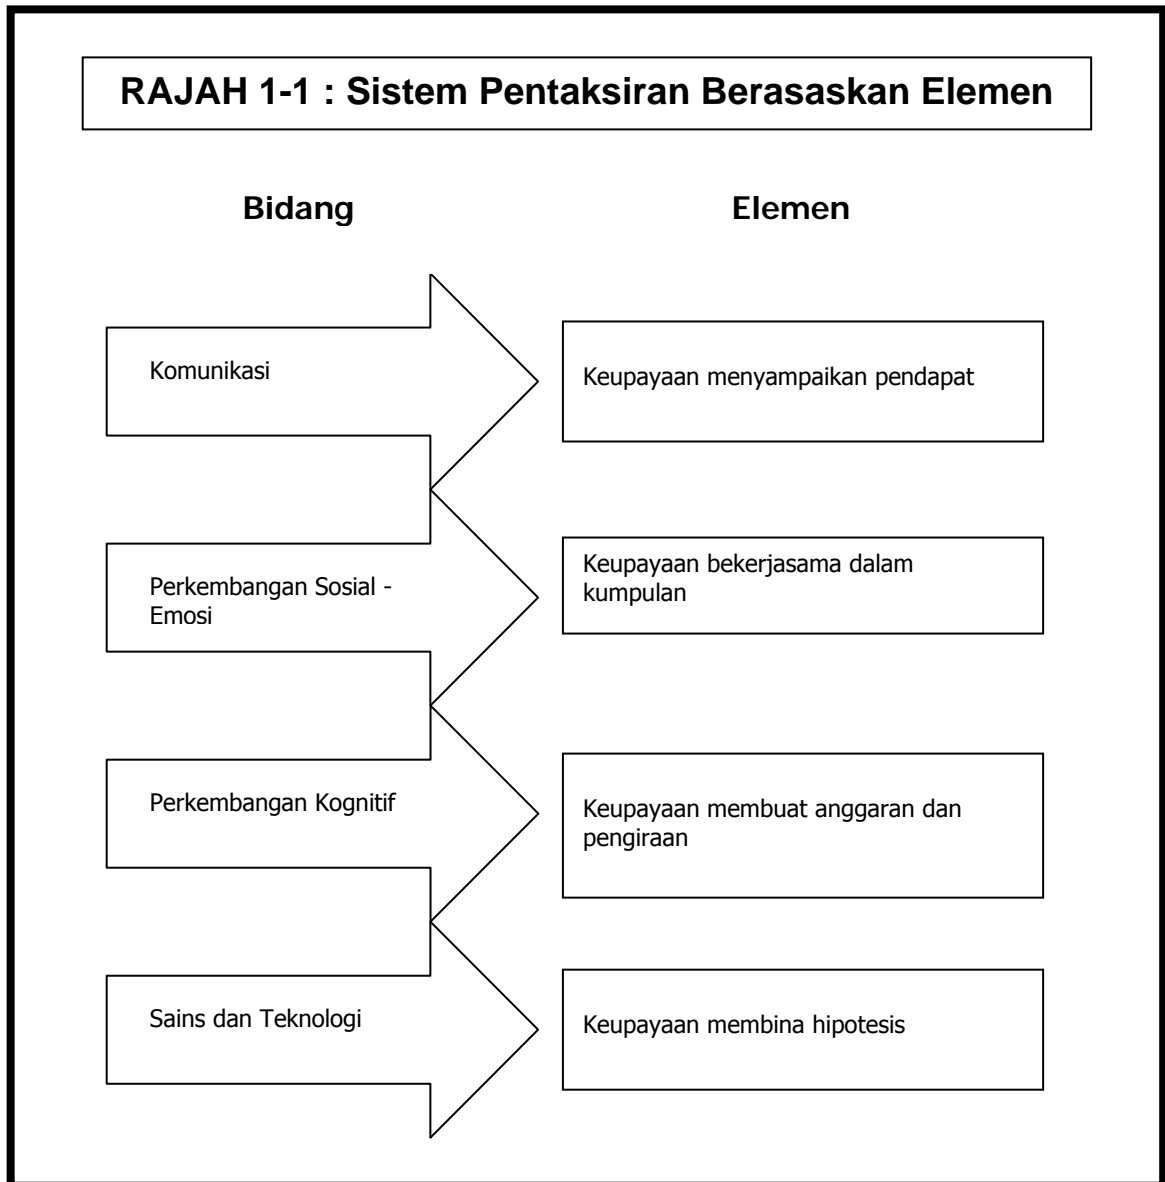 RAJAH 1-1 : Sistem Pentaksiran Berasaskan Elemen
Bidang
Elemen
Komunikasi
Keupayaan menyampaikan pendapat
Perkembangan Sosial -
Emosi
Keupayaan bekerjasama dalam
kumpulan
Perkembangan Kognitif
Keupayaan membuat anggaran dan
pengiraan
Sains dan Teknologi
Keupayaan membina hipotesis